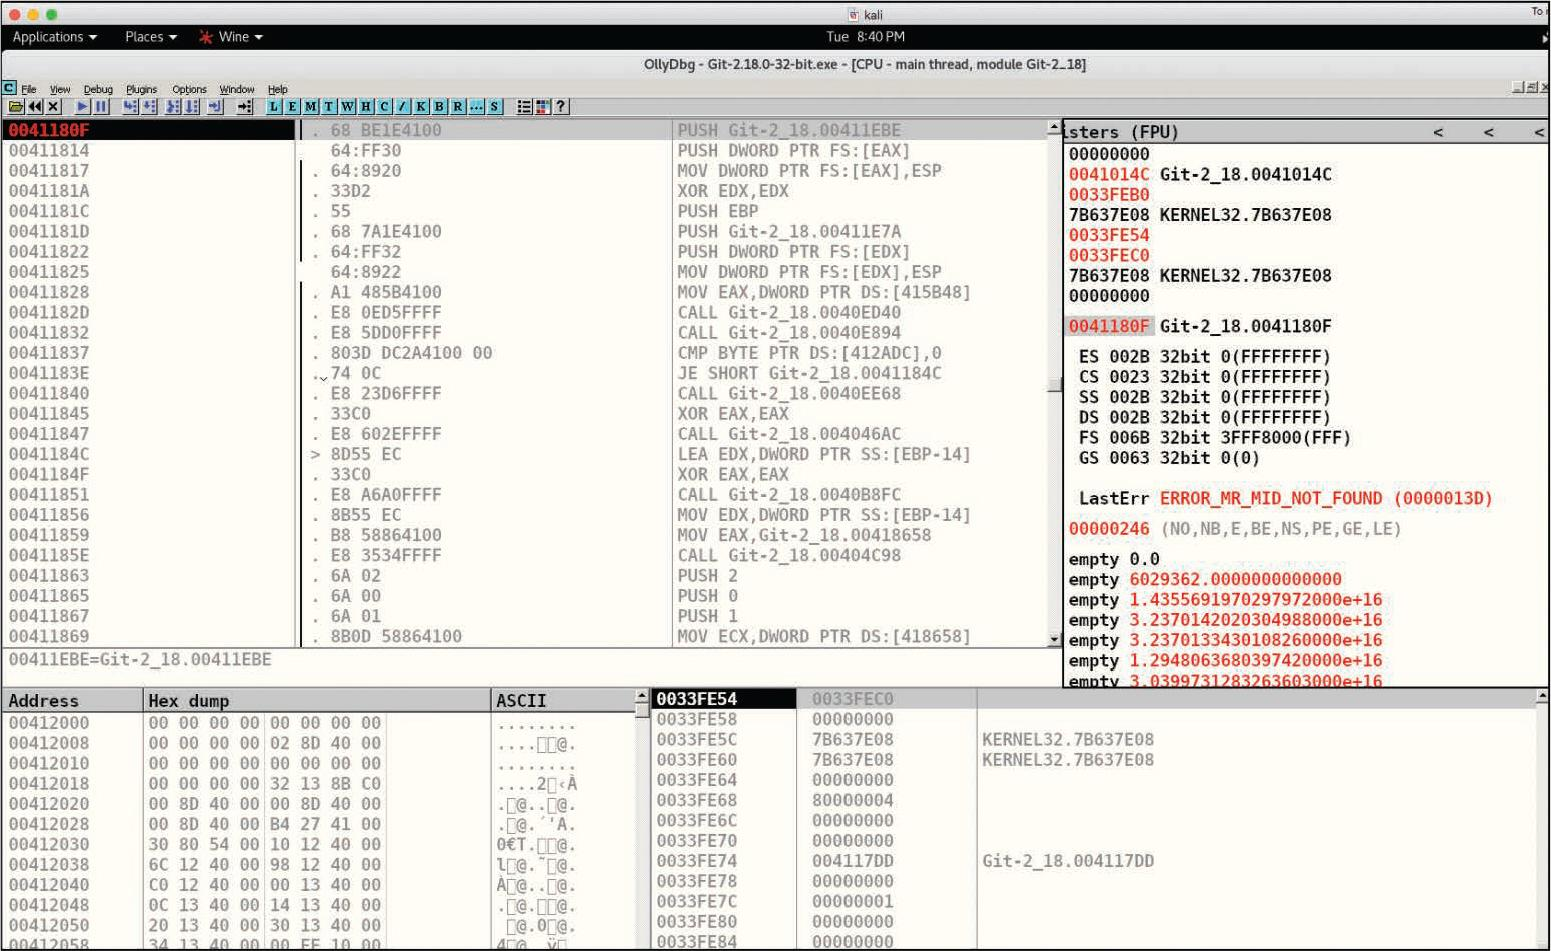 kali
To
Applications Places Wine Tue 8:40 PM
OllyDbg - Git-2.18.0-32-bit.exe - [CPU - main thread, module Git-2_18]
C File View Debug Plugins Options Window Help
L E M T W H C / K B R ... S ?
0041180F . 68 BE1E4100 PUSH Git-2_18.00411EBE
00411814 . 64:FF30 PUSH DWORD PTR FS:[EAX]
00411817 . 64:8920 MOV DWORD PTR FS:[EAX],ESP
0041181A . 33D2 XOR EDX,EDX
0041181C . 55 PUSH EBP
0041181D . 68 7A1E4100 PUSH Git-2_18.00411E7A
00411822 . 64:FF32 PUSH DWORD PTR FS:[EDX]
00411825 64:8922 MOV DWORD PTR FS:[EDX],ESP
00411828 . A1 485B4100 MOV EAX,DWORD PTR DS:[415B48]
0041182D . E8 0ED5FFFF CALL Git-2_18.0040ED40
00411832 . E8 5DD0FFFF CALL Git-2_18.0040E894
00411837 . 803D DC2A4100 00 CMP BYTE PTR DS:[412ADC],0
0041183E . 74 0C JE SHORT Git-2_18.0041184C
00411840 . E8 23D6FFFF CALL Git-2_18.0040EE68
00411845 . 33C0 XOR EAX,EAX
00411847 . E8 602EFFFF CALL Git-2_18.004046AC
0041184C > 8D55 EC LEA EDX,DWORD PTR SS:[EBP-14]
0041184F . 33C0 XOR EAX,EAX
00411851 . E8 A6A0FFFF CALL Git-2_18.0040B8FC
00411856 . 8B55 EC MOV EDX,DWORD PTR SS:[EBP-14]
00411859 . B8 58864100 MOV EAX,Git-2_18.00418658
0041185E . E8 3534FFFF CALL Git-2_18.00404C98
00411863 . 6A 02 PUSH 2
00411865 . 6A 00 PUSH 0
00411867 . 6A 01 PUSH 1
00411869 . 8B0D 58864100 MOV ECX,DWORD PTR DS:[418658]
00411EBE=Git-2_18.00411EBE
isters (FPU) < < <
00000000
0041014C Git-2_18.0041014C
0033FEB0
7B637E08 KERNEL32.7B637E08
0033FE54
0033FEC0
7B637E08 KERNEL32.7B637E08
00000000
0041180F Git-2_18.0041180F
ES 002B 32bit 0(FFFFFFFF)
CS 0023 32bit 0(FFFFFFFF)
SS 002B 32bit 0(FFFFFFFF)
DS 002B 32bit 0(FFFFFFFF)
FS 006B 32bit 3FFF8000(FFF)
GS 0063 32bit 0(0)
LastErr ERROR_MR_MID_NOT_FOUND (0000013D)
00000246 (NO,NB,E,BE,NS,PE,GE,LE)
empty 0.0
empty 6029362.0000000000000
empty 1.4355691970297972000e+16
empty 3.2370142020304988000e+16
empty 3.2370133430108260000e+16
empty 1.2948063680397420000e+16
empty 3.0399731283263603000e+16
Address Hex dump ASCII
00412000 00 00 00 00 00 00 00 00 ........
00412008 00 00 00 00 02 8D 40 00 ....□□@.
00412010 00 00 00 00 00 00 00 00 ........
00412018 00 00 00 00 32 13 8B C0 ....2□‹À
00412020 00 8D 40 00 00 8D 40 00 .□@..□@.
00412028 00 8D 40 00 B4 27 41 00 .□@.´'A.
00412030 30 80 54 00 10 12 40 00 0€T.□□@.
00412038 6C 12 40 00 98 12 40 00 l□@.˜□@.
00412040 C0 12 40 00 00 13 40 00 À□@..□@.
00412048 0C 13 40 00 14 13 40 00 .□@.□□@.
00412050 20 13 40 00 30 13 40 00 □@.0□@.
00412058 34 13 40 00 00 EE 10 00
0033FE54 0033FEC0
0033FE58 00000000
0033FE5C 7B637E08 KERNEL32.7B637E08
0033FE60 7B637E08 KERNEL32.7B637E08
0033FE64 00000000
0033FE68 80000004
0033FE6C 00000000
0033FE70 00000000
0033FE74 004117DD Git-2_18.004117DD
0033FE78 00000000
0033FE7C 00000001
0033FE80 00000000
0033FE84 00000000